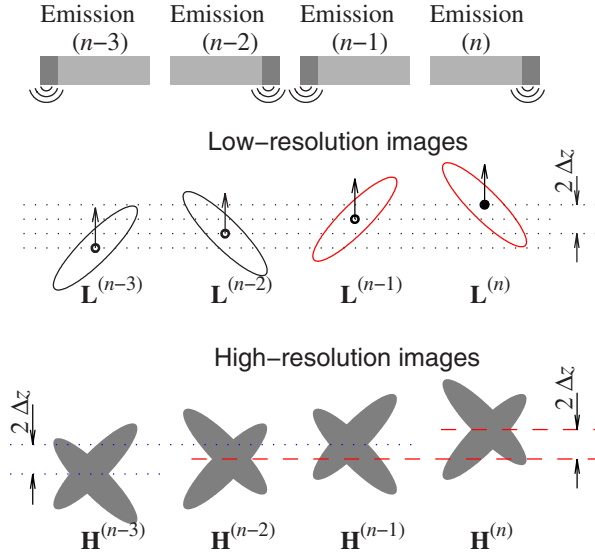 Emission Emission Emission Emission
(n−3) (n−2) (n−1) (n)
Low−resolution images
2 Δz
L(n−3) L(n−2) L(n−1) L(n)
High−resolution images
2 Δz 2 Δz
H(n−3) H(n−2) H(n−1) H(n)